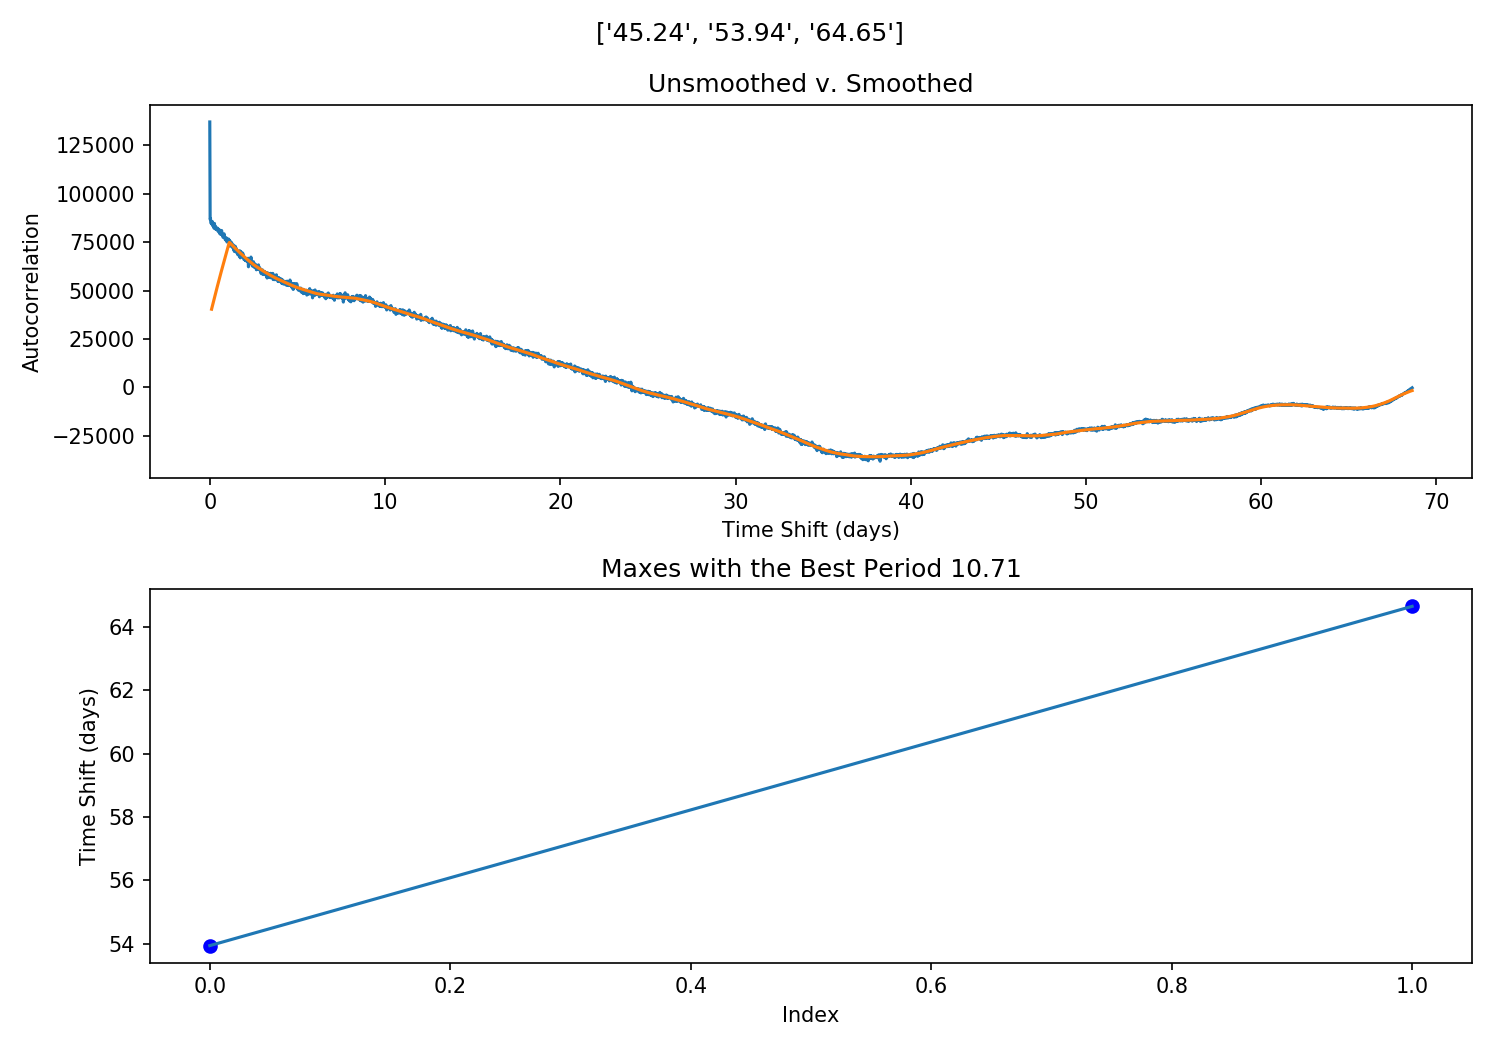 ['45.24', '53.94', '64.65']
Unsmoothed v. Smoothed
125000
100000
75000
50000
25000
0
−25000
Autocorrelation
0 10 20 30 40 50 60 70
Time Shift (days)
Maxes with the Best Period 10.71
64
62
60
58
56
54
Time Shift (days)
0.0 0.2 0.4 0.6 0.8 1.0
Index